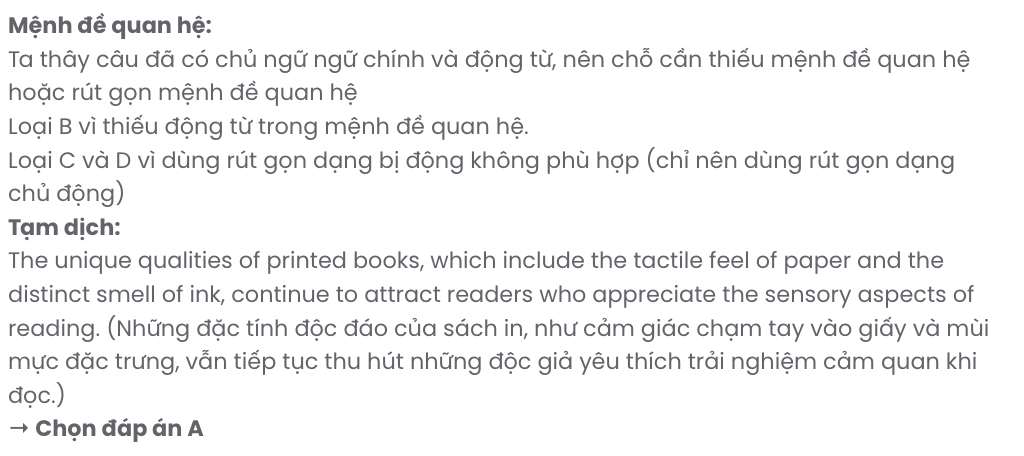 Mệnh đề quan hệ:
Ta thây câu đã có chủ ngữ ngữ chính và động từ, nên chỗ cần thiếu mệnh đề quan hệ
hoặc rút gọn mệnh đề quan hệ
Loại B vì thiếu động từ trong mệnh đề quan hệ.
Loại C và D vì dùng rút gọn dạng bị động không phù hợp (chỉ nên dùng rút gọn dạng
chủ động)
Tạm dịch:
The unique qualities of printed books, which include the tactile feel of paper and the
distinct smell of ink, continue to attract readers who appreciate the sensory aspects of
reading. (Những đặc tính độc đáo của sách in, như cảm giác chạm tay vào giấy và mùi
mực đặc trưng, vẫn tiếp tục thu hút những độc giả yêu thích trải nghiệm cảm quan khi
đọc.)
→ Chọn đáp án A